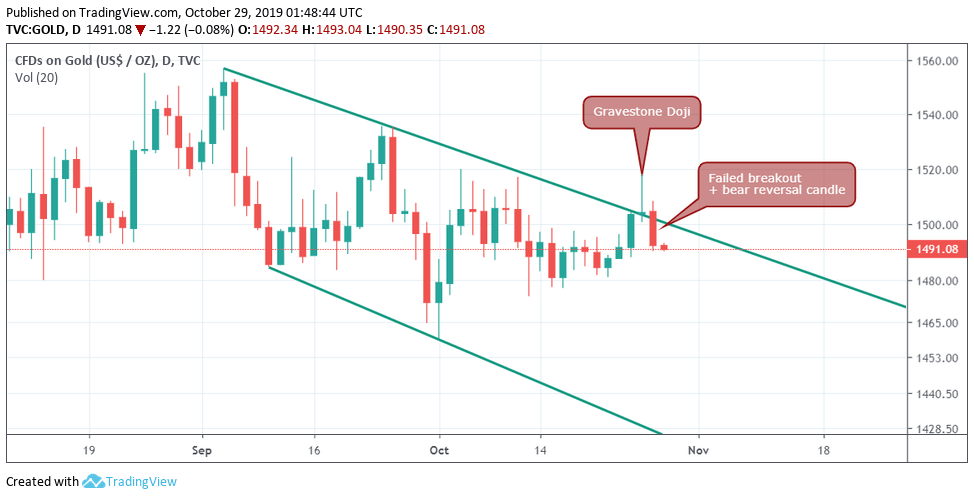 Published on TradingView.com, October 29, 2019 01:48:44 UTC
TVC:GOLD, D 1491.08 ▼ −1.22 (−0.08%) O:1492.34 H:1493.04 L:1490.35 C:1491.08
CFDs on Gold (US$ / OZ), D, TVC
Vol (20)
1560.00
Gravestone Doji
1540.00
1520.00
Failed breakout
+ bear reversal candle
1500.00
1491.08
1480.00
1465.00
1453.00
1440.50
1428.50
19 Sep 16 Oct 14 Nov 18
Created with TradingView